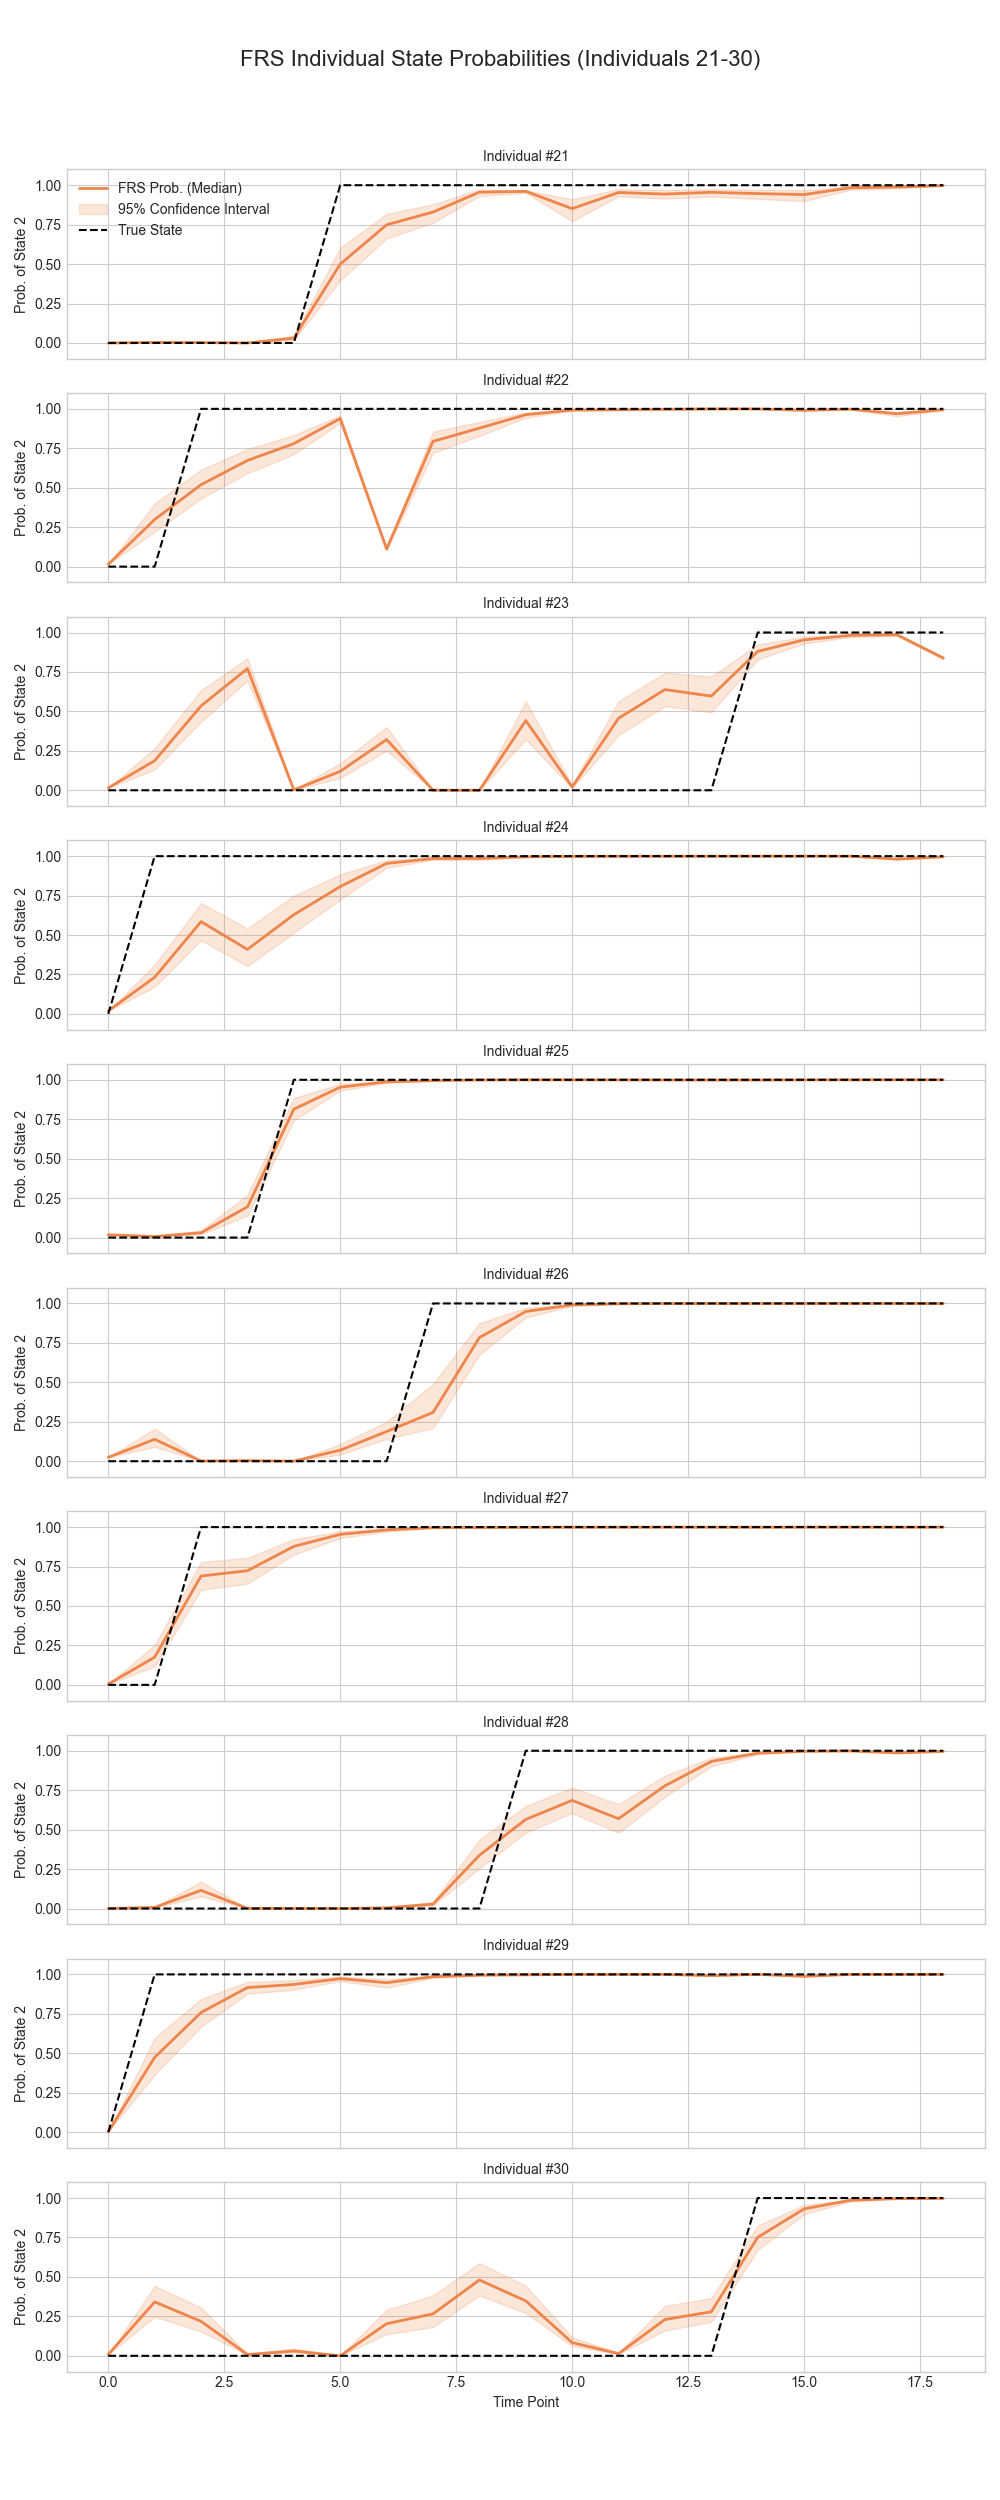 FRS Individual State Probabilities (Individuals 21-30)
Individual #21
FRS Prob. (Median)
95% Confidence Interval
True State
1.00
0.75
0.50
0.25
0.00
Prob. of State 2
Individual #22
1.00
0.75
0.50
0.25
0.00
Prob. of State 2
Individual #23
1.00
0.75
0.50
0.25
0.00
Prob. of State 2
Individual #24
1.00
0.75
0.50
0.25
0.00
Prob. of State 2
Individual #25
1.00
0.75
0.50
0.25
0.00
Prob. of State 2
Individual #26
1.00
0.75
0.50
0.25
0.00
Prob. of State 2
Individual #27
1.00
0.75
0.50
0.25
0.00
Prob. of State 2
Individual #28
1.00
0.75
0.50
0.25
0.00
Prob. of State 2
Individual #29
1.00
0.75
0.50
0.25
0.00
Prob. of State 2
Individual #30
1.00
0.75
0.50
0.25
0.00
Prob. of State 2
0.0 2.5 5.0 7.5 10.0 12.5 15.0 17.5
Time Point